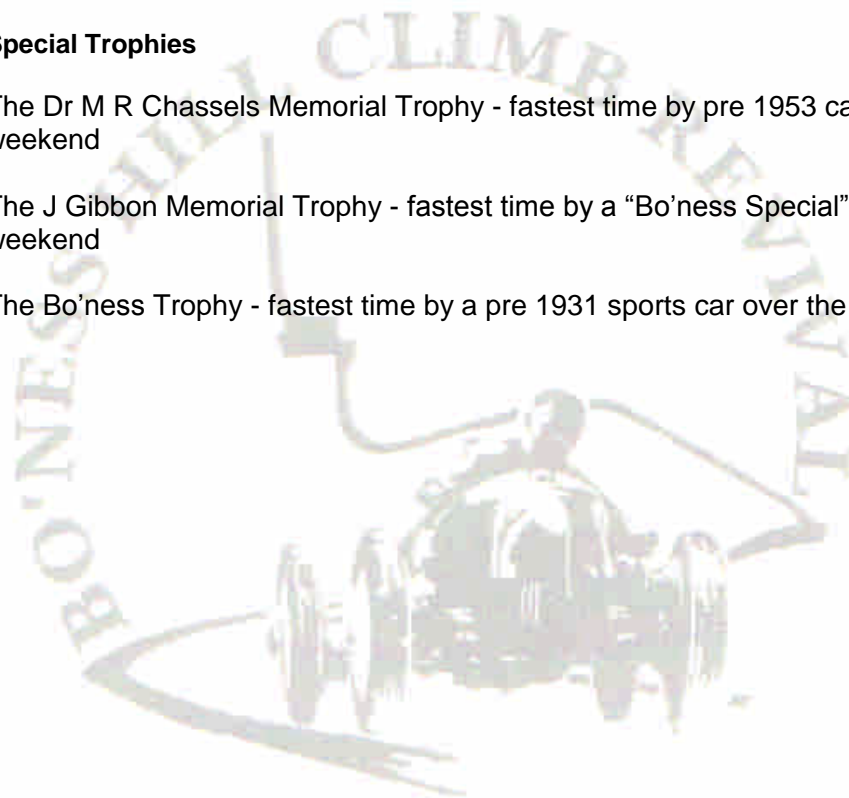 Special Trophies
The Dr M R Chassels Memorial Trophy - fastest time by pre 1953
weekend
The J Gibbon Memorial Trophy - fastest time by a “Bo’ness Special”
weekend
The Bo’ness Trophy - fastest time by a pre 1931 sports car over the
BO'NESS HILL CLIMB REVIVAL